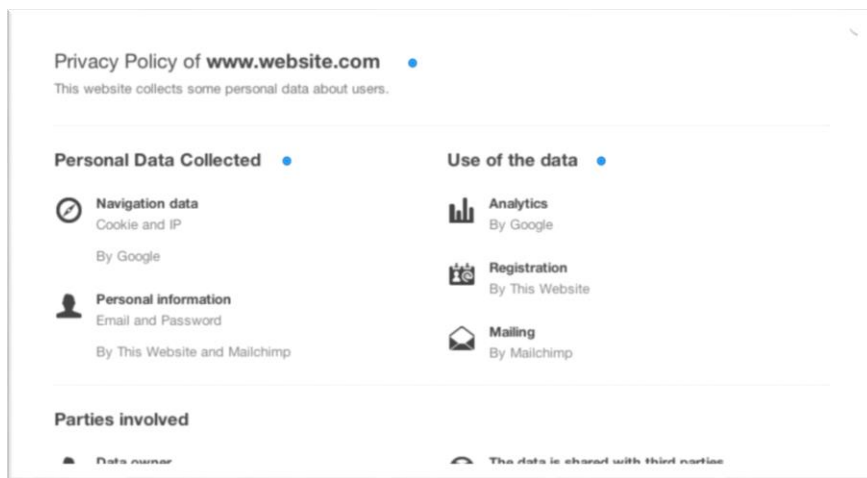 Privacy Policy of www.website.com
This website collects some personal data about users.
Personal Data Collected
Navigation data
Cookie and IP
By Google
Personal information
Email and Password
By This Website and Mailchimp
Use of the data
Analytics
By Google
Registration
By This Website
Mailing
By Mailchimp
Parties involved
Data owner
The data is shared with third parties